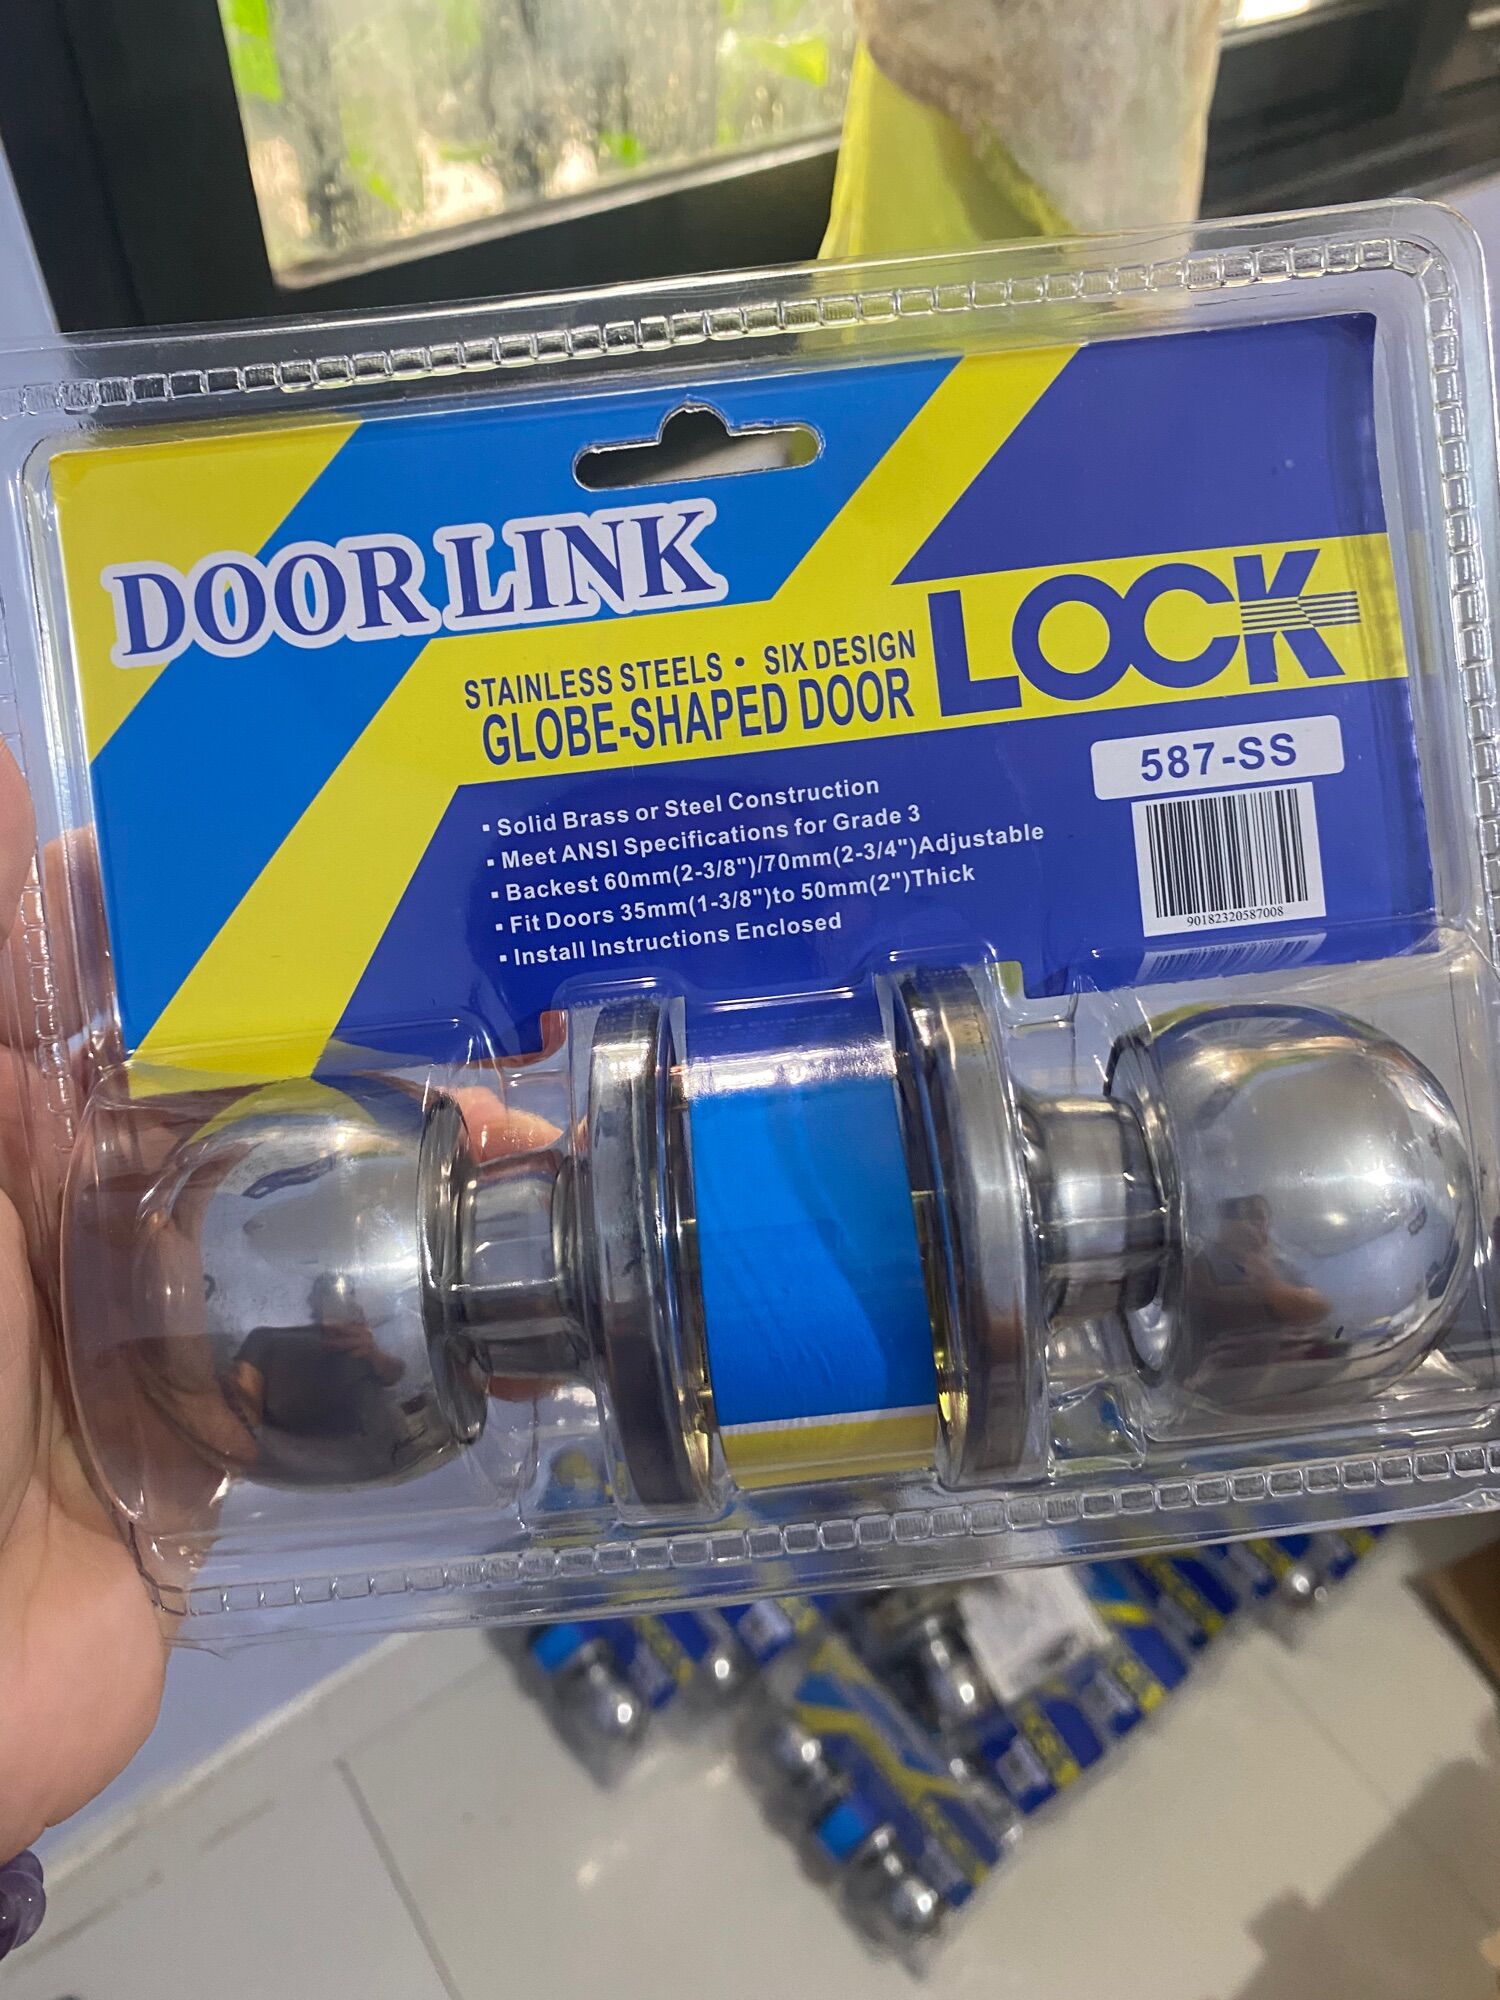 DOOR LINK
STAINLESS STEELS • SIX DESIGN
GLOBE-SHAPED DOOR LOCK
587-SS
▪ Solid Brass or Steel Construction
▪ Meet ANSI Specifications for Grade 3
▪ Backest 60mm(2-3/8")/70mm(2-3/4")Adjustable
▪ Fit Doors 35mm(1-3/8")to 50mm(2")Thick
▪ Install Instructions Enclosed
90182320587008